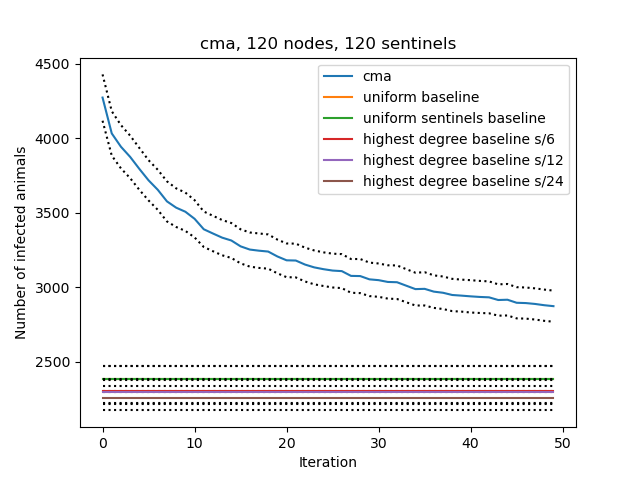 cma, 120 nodes, 120 sentinels
4500
4000
3500
3000
2500
Number of infected animals
cma
uniform baseline
uniform sentinels baseline
highest degree baseline s/6
highest degree baseline s/12
highest degree baseline s/24
0 10 20 30 40 50
Iteration